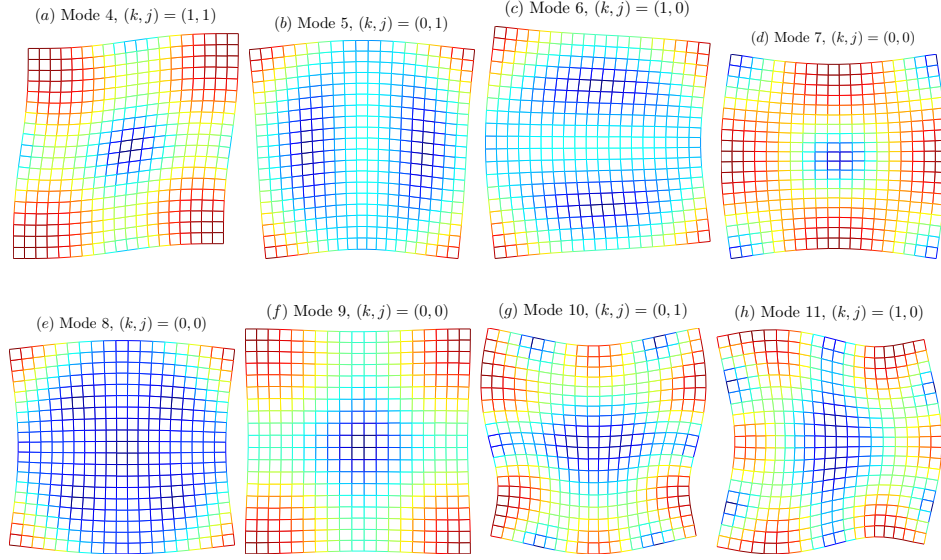 (a) Mode 4, (k, j) = (1, 1)
(b) Mode 5, (k, j) = (0, 1)
(c) Mode 6, (k, j) = (1, 0)
(d) Mode 7, (k, j) = (0, 0)
(e) Mode 8, (k, j) = (0, 0)
(f) Mode 9, (k, j) = (0, 0)
(g) Mode 10, (k, j) = (0, 1)
(h) Mode 11, (k, j) = (1, 0)